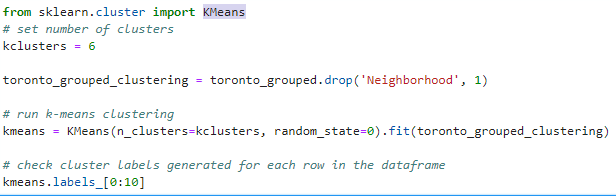 from sklearn.cluster import KMeans
# set number of clusters
kclusters = 6
toronto_grouped_clustering = toronto_grouped.drop('Neighborhood', 1)
# run k-means clustering
kmeans = KMeans(n_clusters=kclusters, random_state=0).fit(toronto_grouped_clustering)
# check cluster labels generated for each row in the dataframe
kmeans.labels_[0:10]